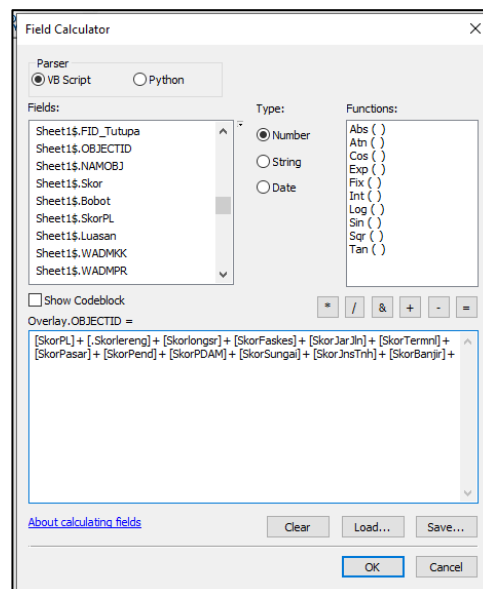 Field Calculator
Parser
VB Script
Python
Fields:
Type:
Functions:
Sheet1$.FID_Tutupa
Sheet1$.OBJECTID
Sheet1$.NAMOBJ
Sheet1$.Skor
Sheet1$.Bobot
Sheet1$.SkorPL
Sheet1$.Luasan
Sheet1$.WADMKK
Sheet1$.WADMPR
Number
String
Date
Abs ( )
Atn ( )
Cos ( )
Exp ( )
Fix ( )
Int ( )
Log ( )
Sin ( )
Sqr ( )
Tan ( )
Show Codeblock
* / & + - =
Overlay.OBJECTID =
[SkorPL] + [.Skorlereng] + [Skorlongsr] + [SkorFaskes] + [SkorJarJln] + [SkorTermnl] +
[SkorPasar] + [SkorPend] + [SkorPDAM] + [SkorSungai] + [SkorJnsTnh] + [SkorBanjir] +
About calculating fields
Clear
Load...
Save...
OK
Cancel